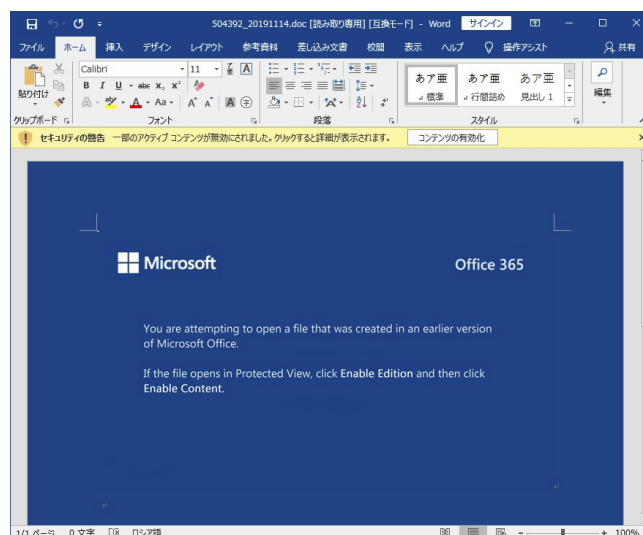 504392_20191114.doc [読み取り専用] [互換モード] - Word サインイン
ファイル ホーム 挿入 デザイン レイアウト 参考資料 差し込み文書 校閲 表示 ヘルプ 操作アシスト 共有
Calibri 11
貼り付け
B I U abc x₂ x²
A Aa A A A
あア亜 あア亜 あア亜
標準 行間詰め 見出し 1
編集
クリップボード フォント 段落 スタイル
セキュリティの警告 一部のアクティブ コンテンツが無効にされました。クリックすると詳細が表示されます。 コンテンツの有効化
Microsoft Office 365
You are attempting to open a file that was created in an earlier version
of Microsoft Office.
If the file opens in Protected View, click Enable Edition and then click
Enable Content.
1/1 ページ 0 文字 ロシア語 100%